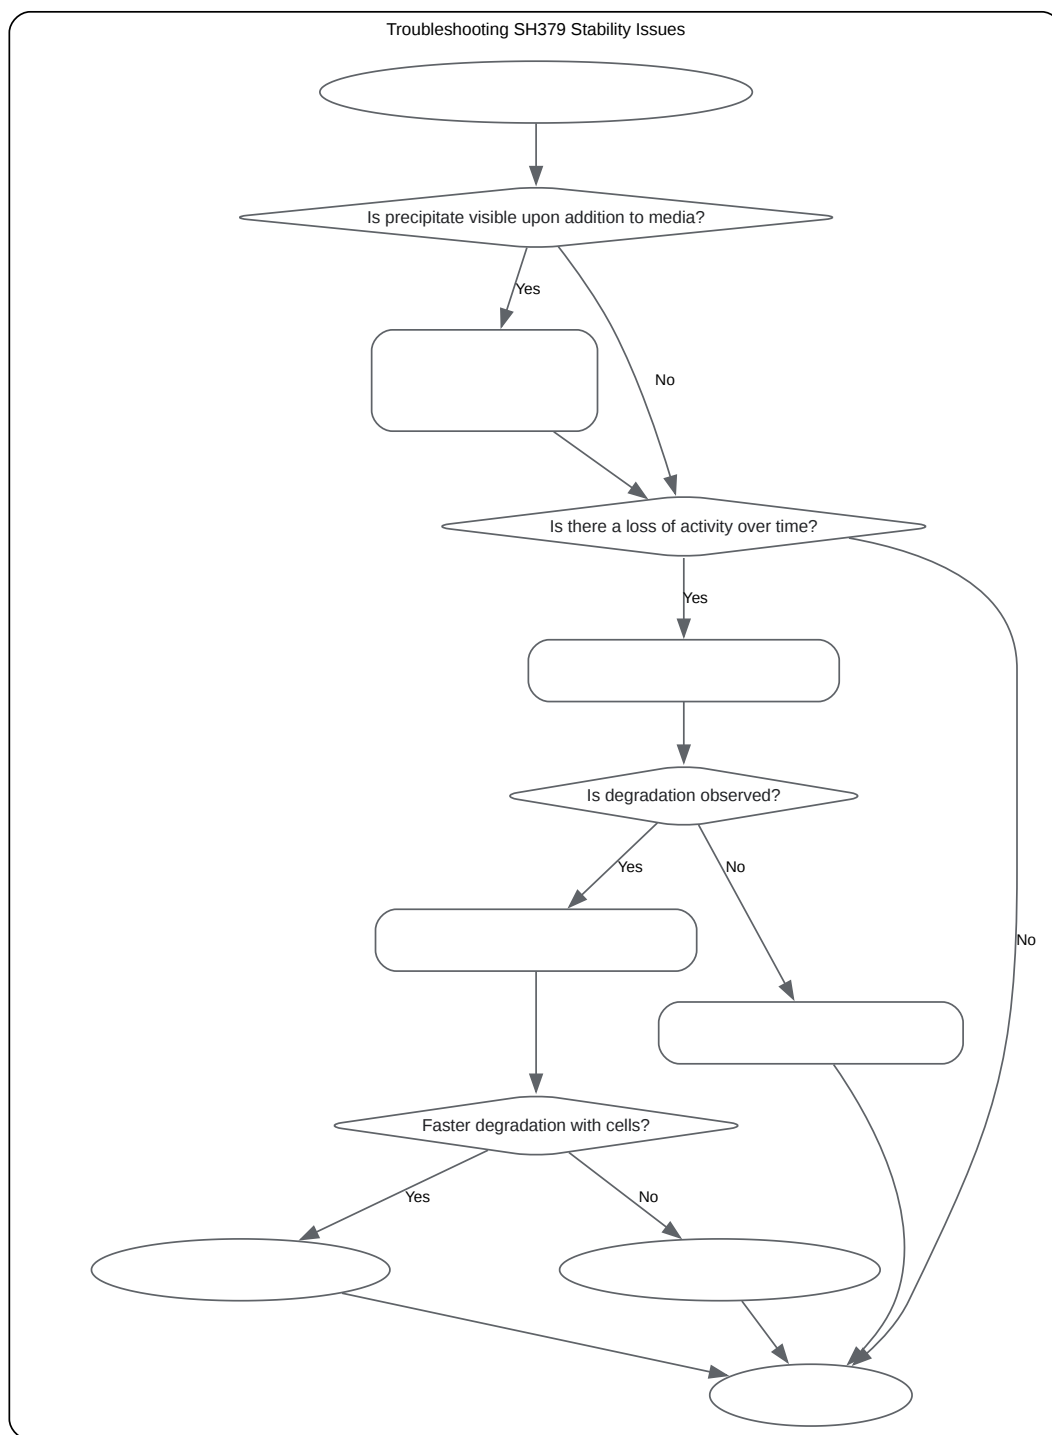 Troubleshooting SH379 Stability Issues
Is precipitate visible upon addition to media?
Yes
No
Is there a loss of activity over time?
Yes
Is degradation observed?
Yes
No
No
Faster degradation with cells?
Yes
No